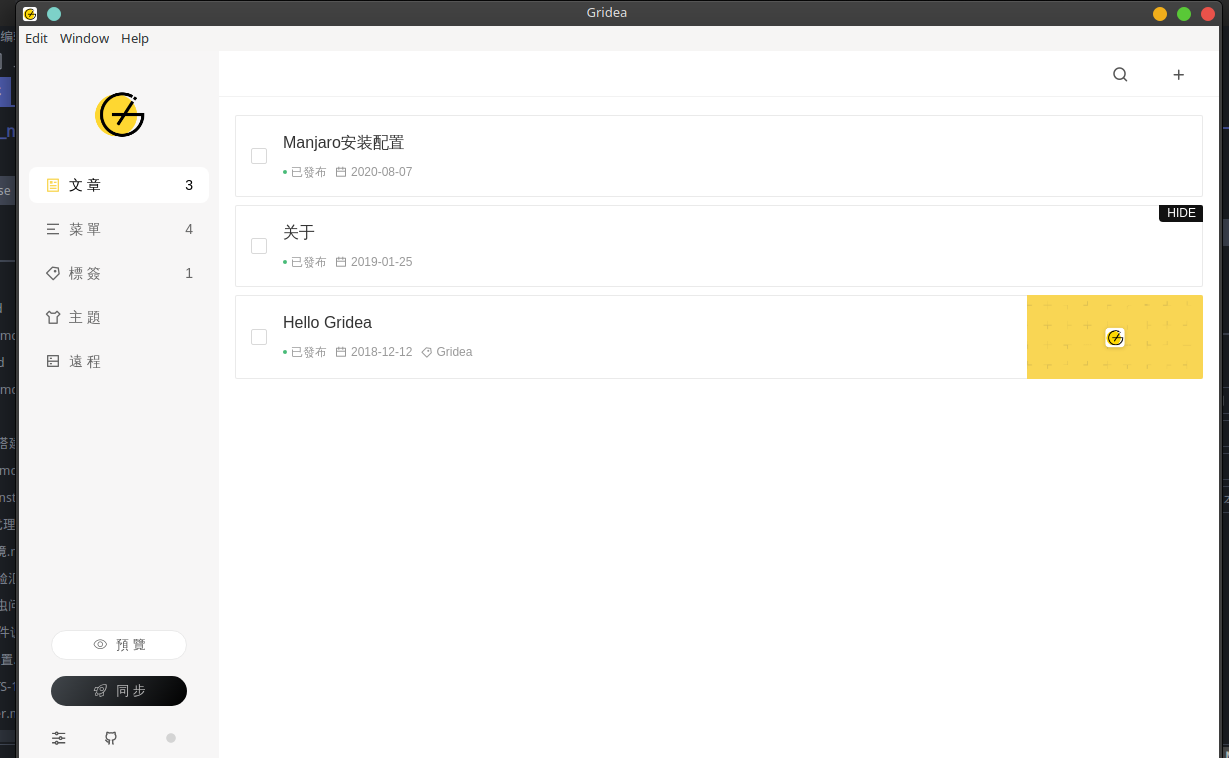 Gridea
Edit Window Help
文章 3
菜單 4
標簽 1
主題
遠程
預覽
同步
Manjaro安装配置
已發布 2020-08-07
HIDE
关于
已發布 2019-01-25
Hello Gridea
已發布 2018-12-12 Gridea